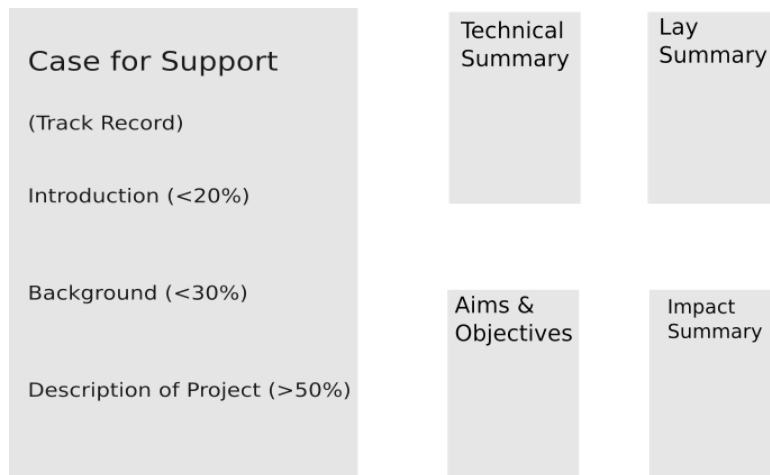 Case for Support
(Track Record)
Introduction (<20%)
Background (<30%)
Description of Project (>50%)
Technical
Summary
Lay
Summary
Aims &
Objectives
Impact
Summary